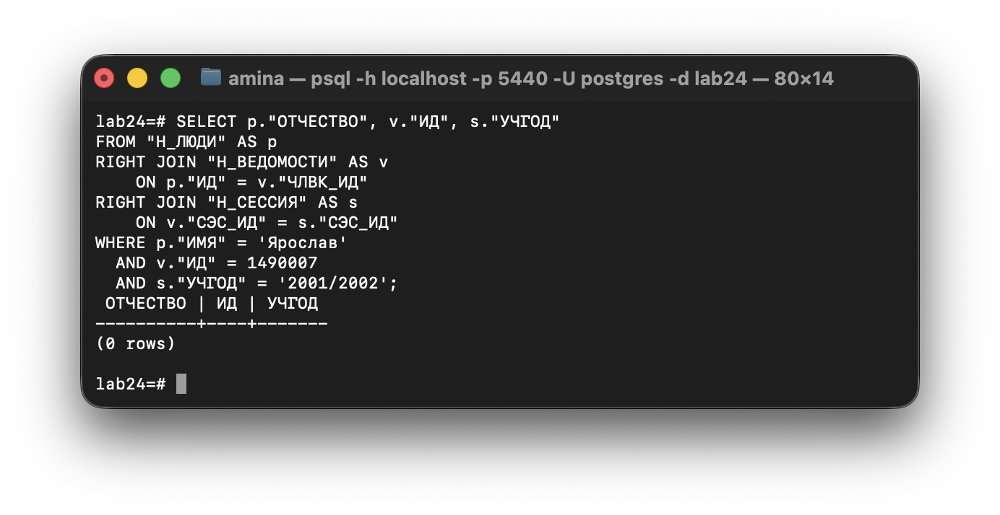 amina — psql -h localhost -p 5440 -U postgres -d lab24 — 80×14
lab24=# SELECT p."ОТЧЕСТВО", v."ИД", s."УЧГОД"
FROM "Н_ЛЮДИ" AS p
RIGHT JOIN "Н_ВЕДОМОСТИ" AS v
    ON p."ИД" = v."ЧЛВК_ИД"
RIGHT JOIN "Н_СЕССИЯ" AS s
    ON v."СЭС_ИД" = s."СЭС_ИД"
WHERE p."ИМЯ" = 'Ярослав'
  AND v."ИД" = 1490007
  AND s."УЧГОД" = '2001/2002';
 ОТЧЕСТВО | ИД | УЧГОД
----------+----+-------
(0 rows)
lab24=#